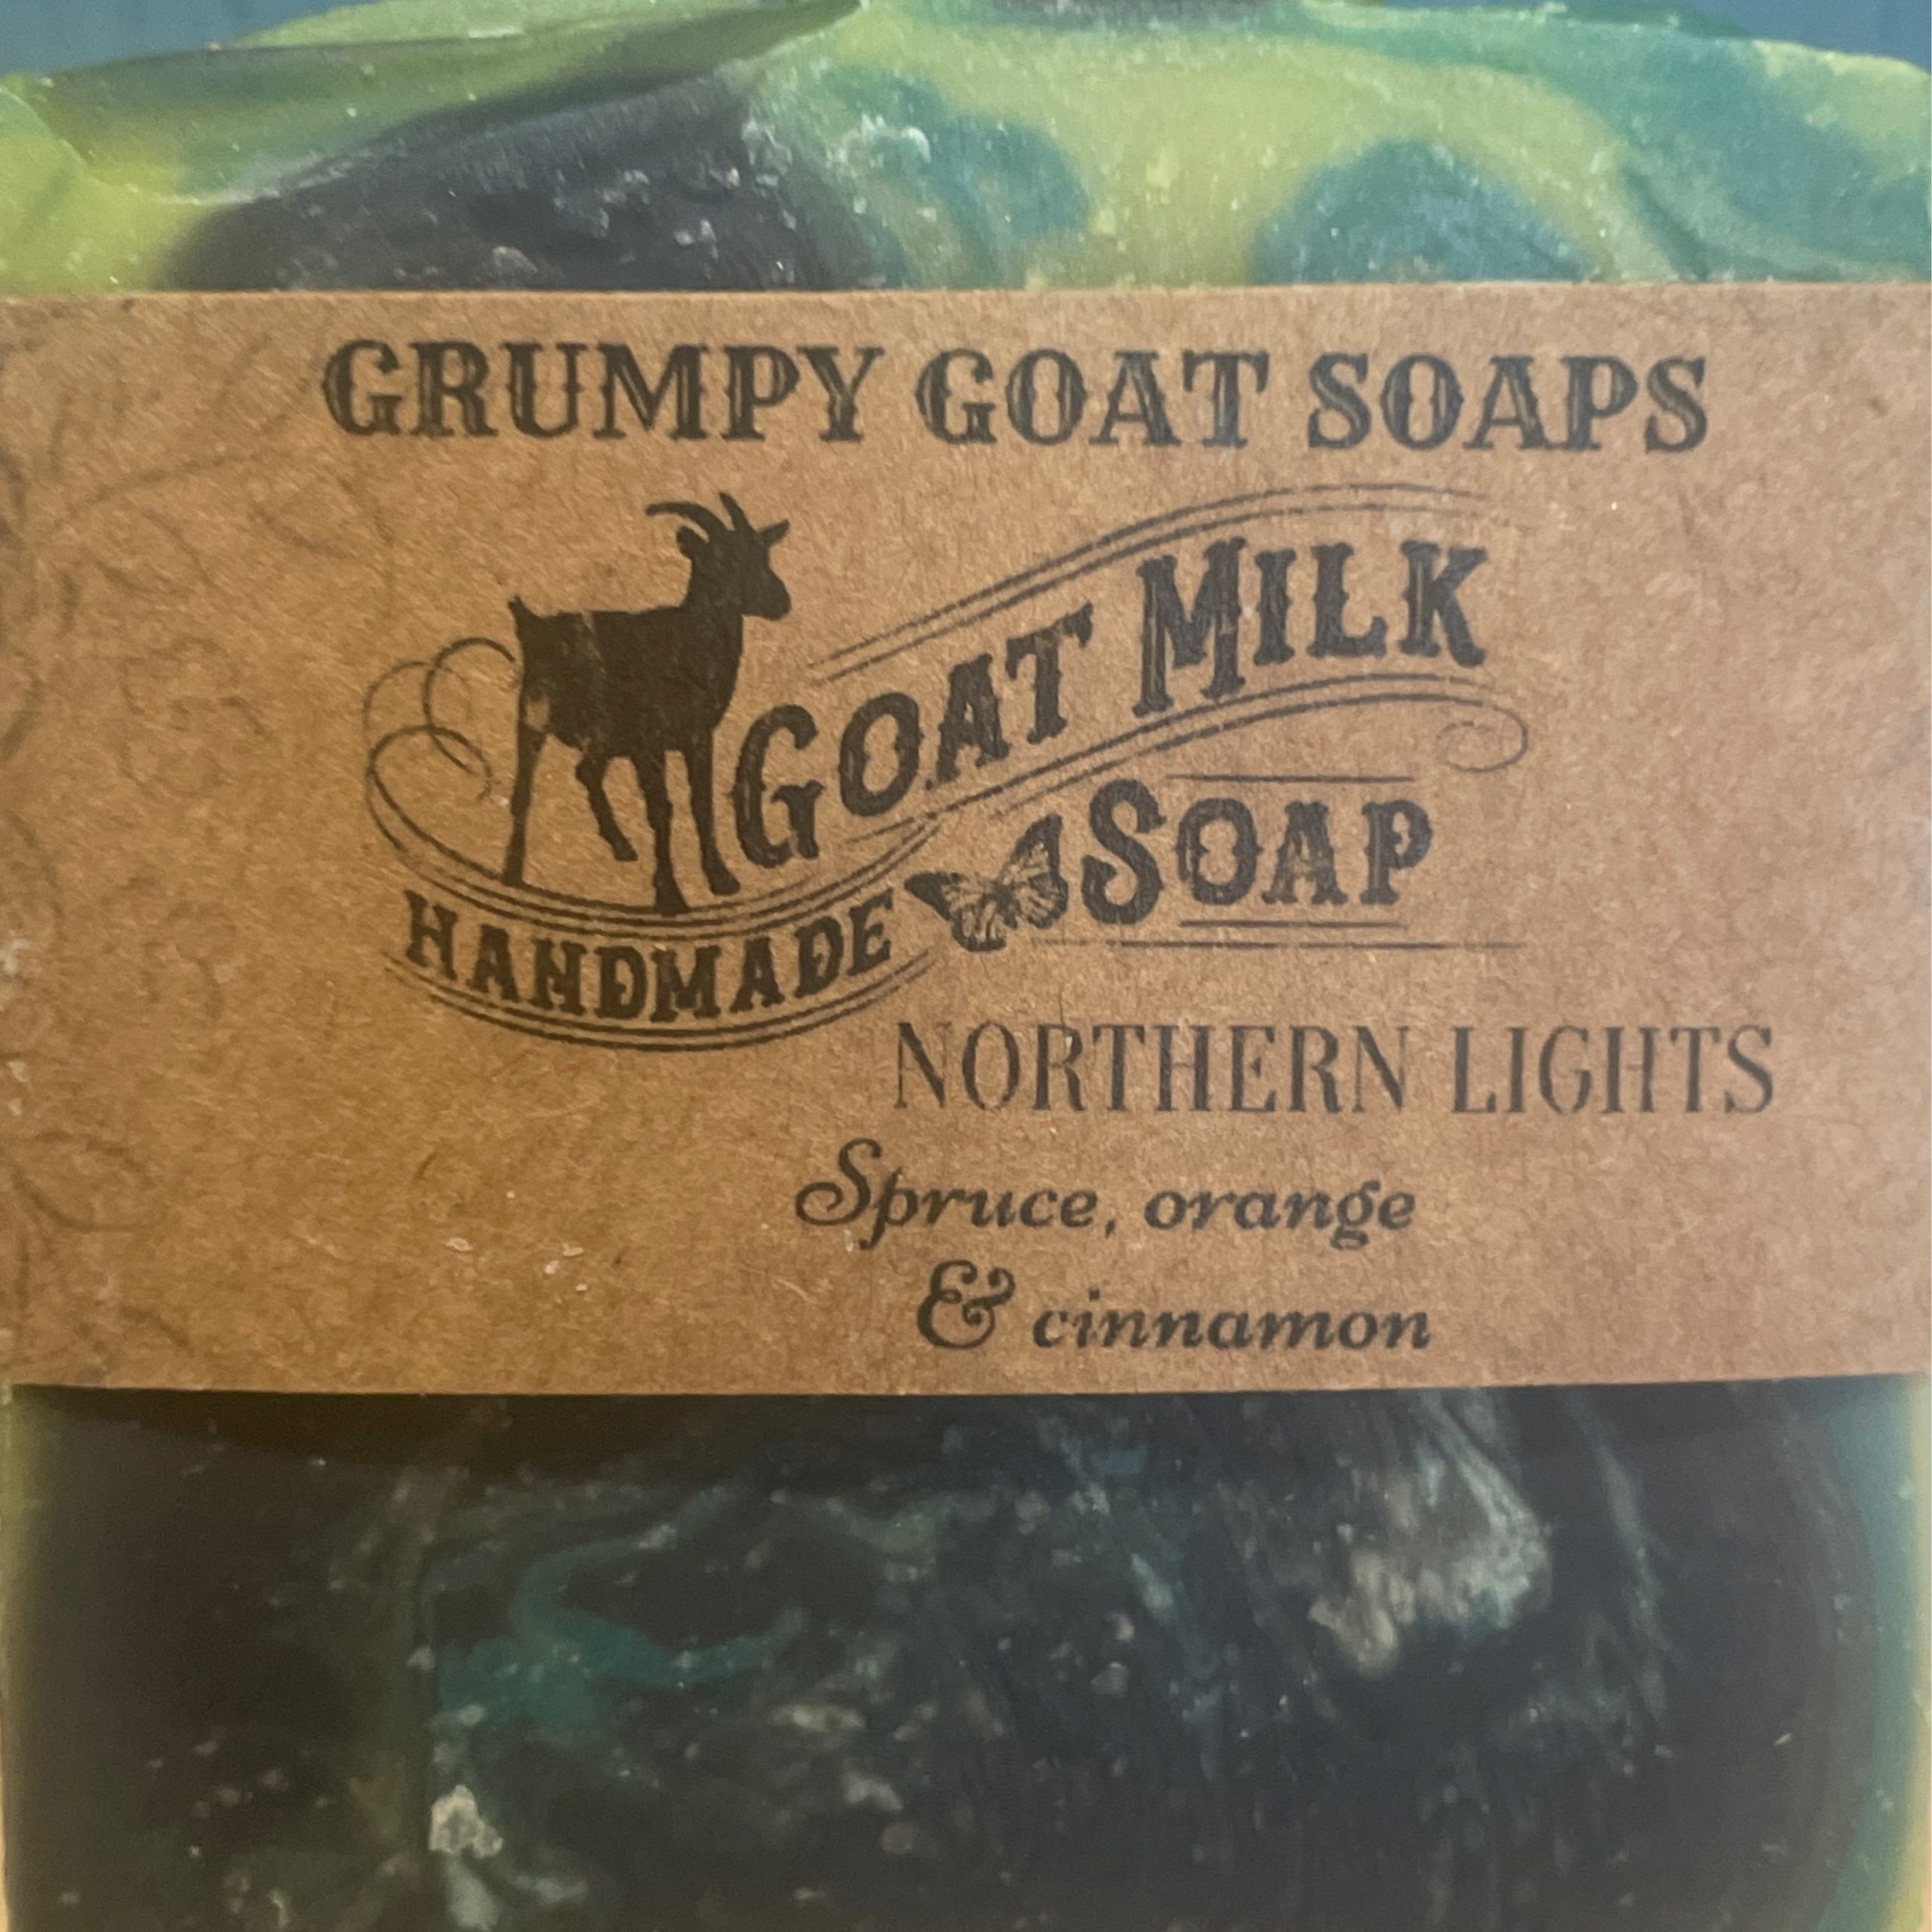 GRUMPY GOAT SOAPS
GOAT MILK
SOAP
HANDMADE
NORTHERN LIGHTS
Spruce, orange
& cinnamon